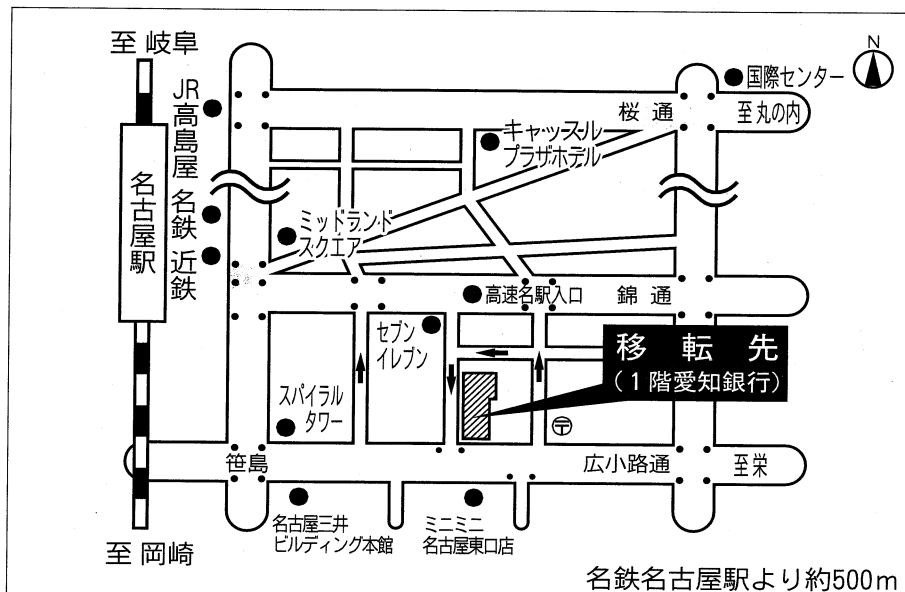 至 岐阜
N
国際センター
JR高島屋
桜 通
至丸の内
キャッスル
プラザホテル
名古屋駅
名鉄
ミッドランド
スクエア
近鉄
高速名駅入口
錦 通
セブン
イレブン
移 転 先
(1階愛知銀行)
スパイラル
タワー
〒
笹島
広小路通
至栄
名古屋三井
ビルディング本館
ミニミニ
名古屋東口店
至 岡崎
名鉄名古屋駅より約500m